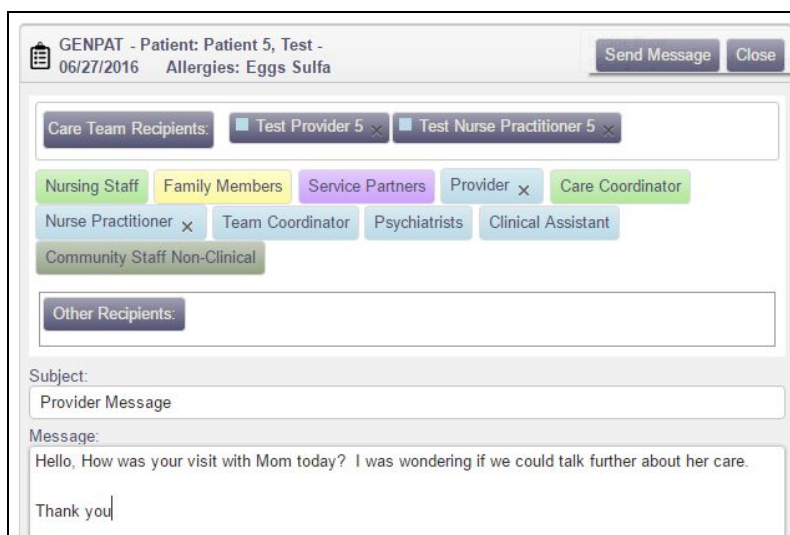 GENPAT - Patient: Patient 5, Test -
06/27/2016 Allergies: Eggs Sulfa
Send Message Close
Care Team Recipients: Test Provider 5 × Test Nurse Practitioner 5 ×
Nursing Staff Family Members Service Partners Provider × Care Coordinator
Nurse Practitioner × Team Coordinator Psychiatrists Clinical Assistant
Community Staff Non-Clinical
Other Recipients:
Subject:
Provider Message
Message:
Hello, How was your visit with Mom today?  I was wondering if we could talk further about her care.
Thank you